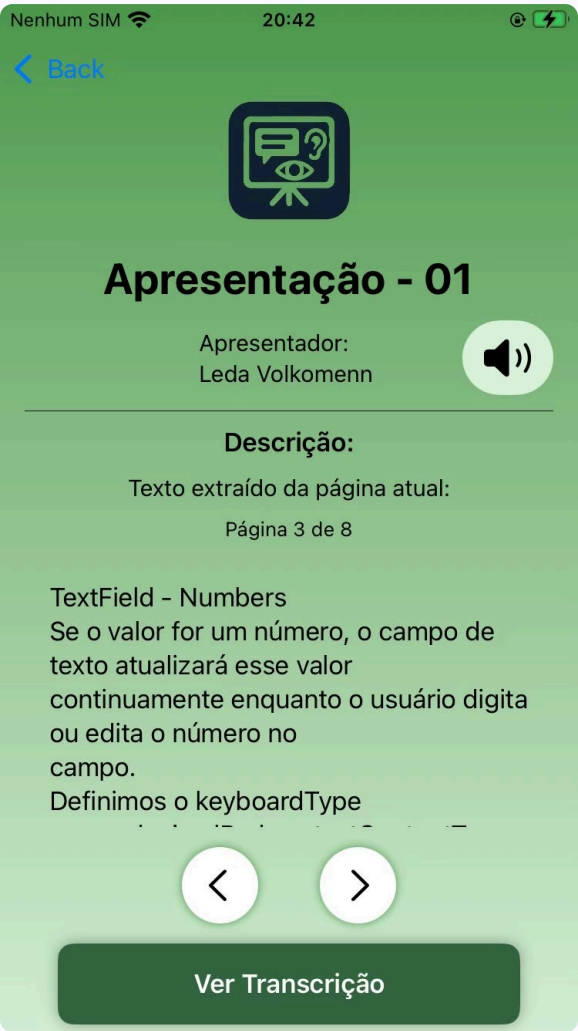 Nenhum SIM
20:42
Back
Apresentação - 01
Apresentador:
Leda Volkomenn
Descrição:
Texto extraído da página atual:
Página 3 de 8
TextField - Numbers
Se o valor for um número, o campo de
texto atualizará esse valor
continuamente enquanto o usuário digita
ou edita o número no
campo.
Definimos o keyboardType
Ver Transcrição